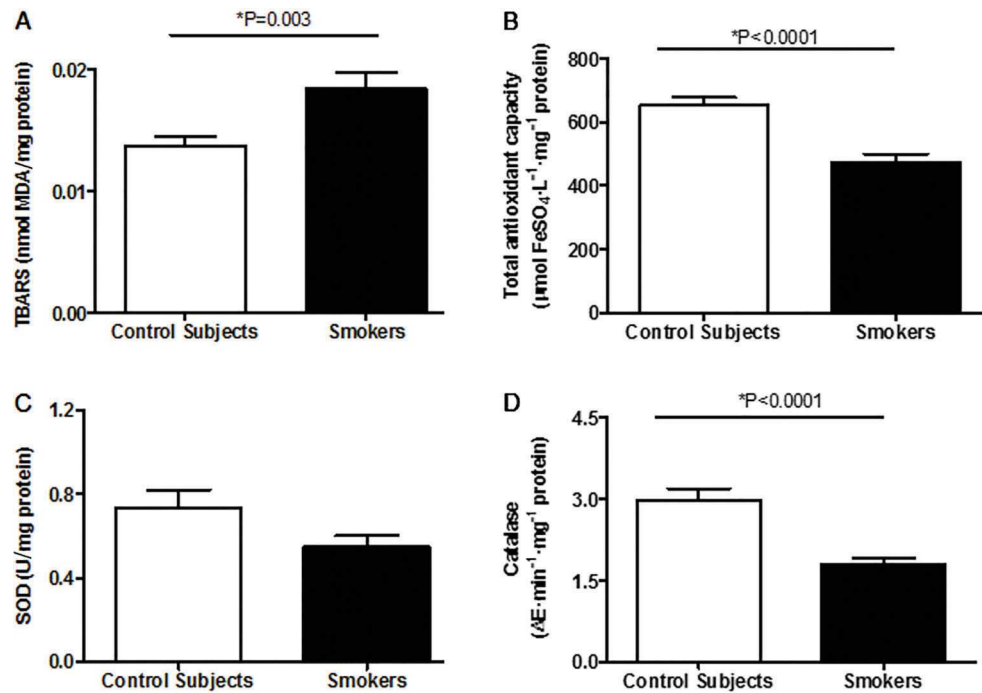 A
*P=0.003
TBARS (nmol MDA/mg protein)
0.02
0.01
0.00
Control Subjects
Smokers
B
*P<0.0001
Total antioxidant capacity
(µmol FeSO₄·L⁻¹·mg⁻¹ protein)
800
600
400
200
0
Control Subjects
Smokers
C
SOD (U/mg protein)
1.2
0.8
0.4
0.0
Control Subjects
Smokers
D
*P<0.0001
Catalase
(ΔE·min⁻¹·mg⁻¹ protein)
4.5
3.0
1.5
0.0
Control Subjects
Smokers